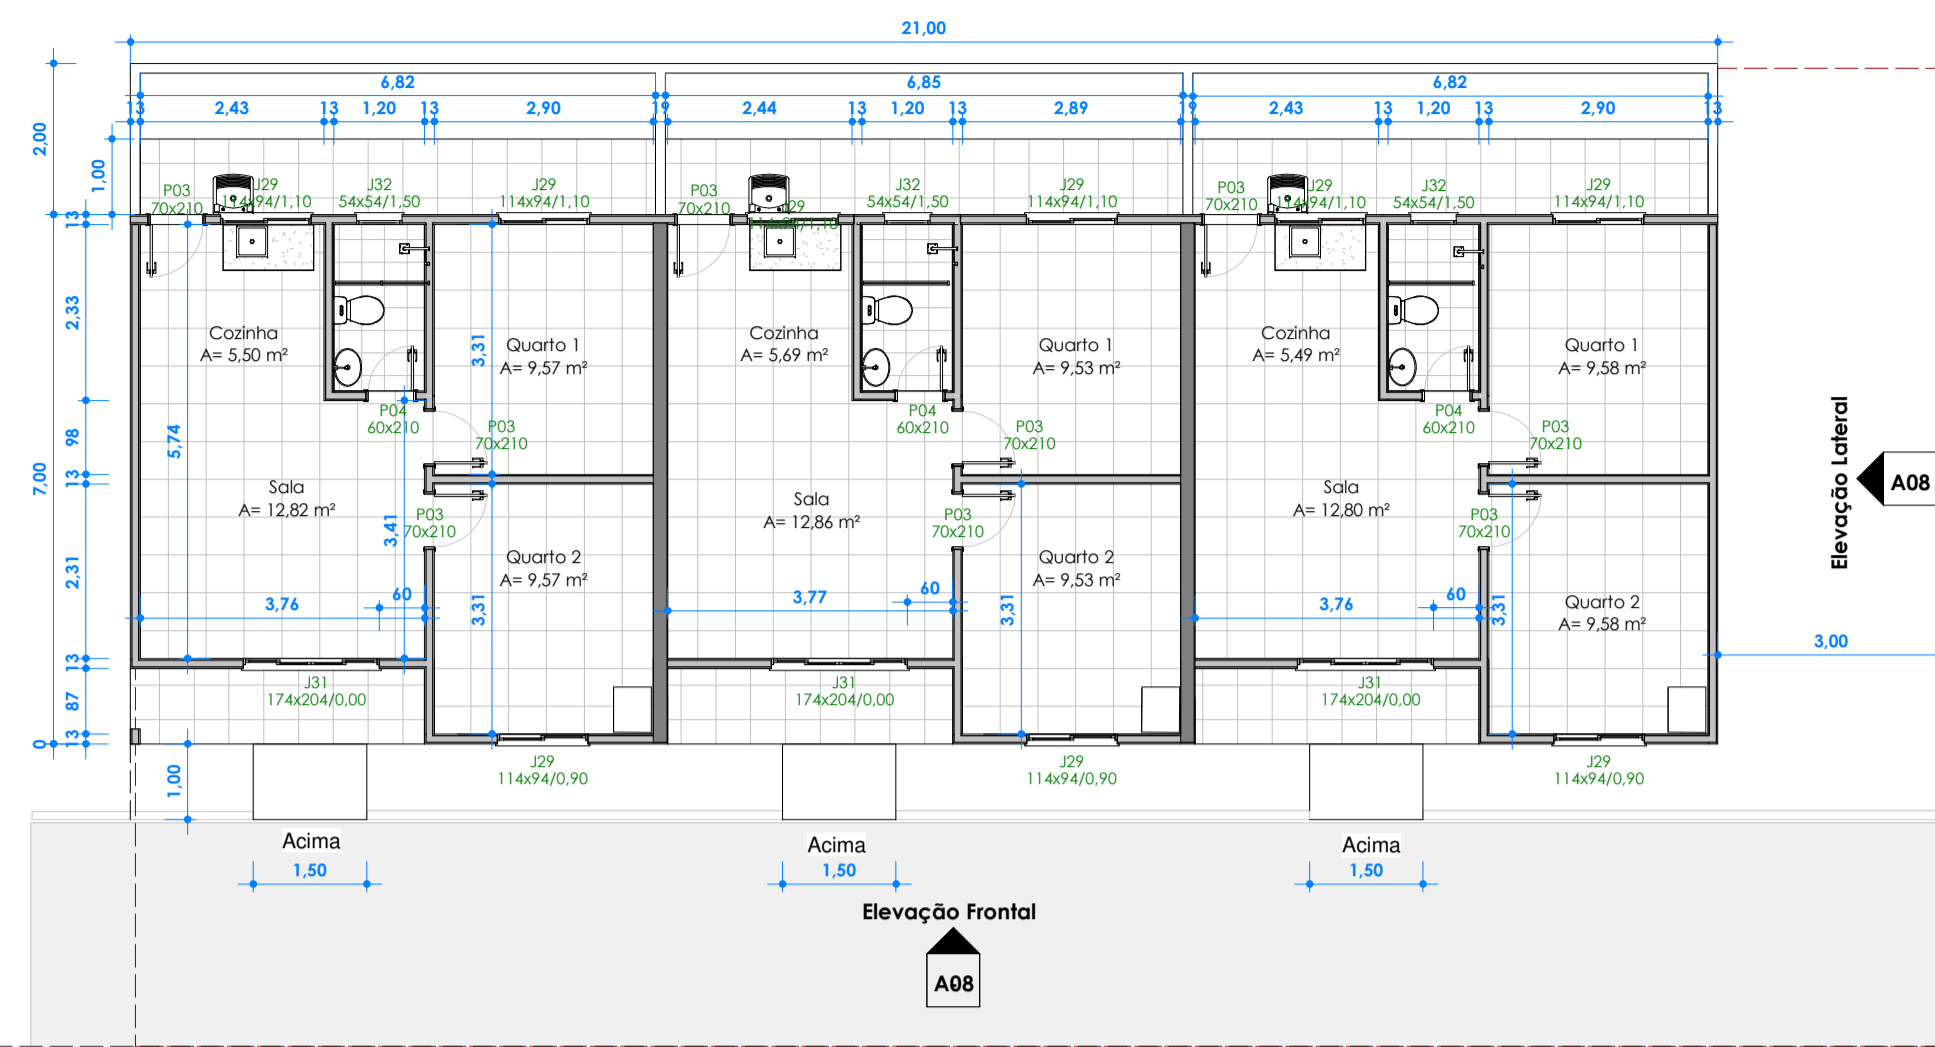 21,00
6,82
6,85
6,82
13
2,43
13
1,20
13
2,90
19
2,44
13
1,20
13
2,89
19
2,43
13
1,20
13
2,90
13
2,00
1,00
13
2,33
98
13
7,00
2,31
13
87
13
0
P03
70x210
J29
114x94/1,10
J32
54x54/1,50
J29
114x94/1,10
P03
70x210
J29
114x94/1,10
J32
54x54/1,50
J29
114x94/1,10
P03
70x210
J29
114x94/1,10
J32
54x54/1,50
J29
114x94/1,10
Cozinha
A= 5,50 m²
Quarto 1
A= 9,57 m²
3,31
Cozinha
A= 5,69 m²
Quarto 1
A= 9,53 m²
Cozinha
A= 5,49 m²
Quarto 1
A= 9,58 m²
5,74
P04
60x210
P03
70x210
P04
60x210
P03
70x210
P04
60x210
P03
70x210
Sala
A= 12,82 m²
3,41
P03
70x210
Sala
A= 12,86 m²
P03
70x210
Sala
A= 12,80 m²
P03
70x210
Quarto 2
A= 9,57 m²
3,31
Quarto 2
A= 9,53 m²
3,31
Quarto 2
A= 9,58 m²
3,31
3,76
60
3,77
60
3,76
60
3,00
Elevação Lateral
A08
J31
174x204/0,00
J31
174x204/0,00
J31
174x204/0,00
J29
114x94/0,90
J29
114x94/0,90
J29
114x94/0,90
1,00
Acima
1,50
Acima
1,50
Acima
1,50
Elevação Frontal
A08